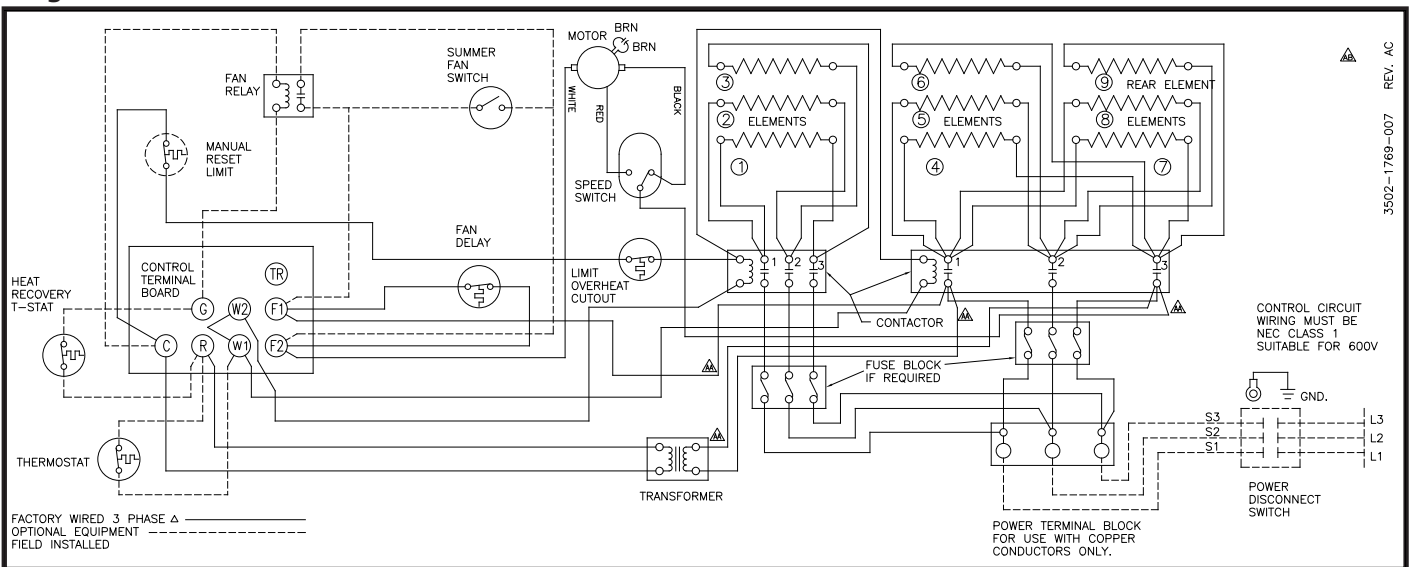 BRN
MOTOR
BRN
WHITE
RED
BLACK
SUMMER
FAN
SWITCH
FAN
RELAY
MANUAL
RESET
LIMIT
SPEED
SWITCH
FAN
DELAY
LIMIT
OVERHEAT
CUTOUT
3
2 ELEMENTS
1
6
5 ELEMENTS
4
9 REAR ELEMENT
8 ELEMENTS
7
AB
3502-1769-007 REV. AC
HEAT
RECOVERY
T-STAT
CONTROL
TERMINAL
BOARD
TR
G
W2
F1
C
R
W1
F2
1
2
3
1
2
3
CONTACTOR
AA
AA
AA
AA
FUSE BLOCK
IF REQUIRED
CONTROL CIRCUIT
WIRING MUST BE
NEC CLASS 1
SUITABLE FOR 600V
GND.
S3
S2
S1
L3
L2
L1
POWER
DISCONNECT
SWITCH
THERMOSTAT
TRANSFORMER
POWER TERMINAL BLOCK
FOR USE WITH COPPER
CONDUCTORS ONLY.
FACTORY WIRED 3 PHASE Δ
OPTIONAL EQUIPMENT
FIELD INSTALLED